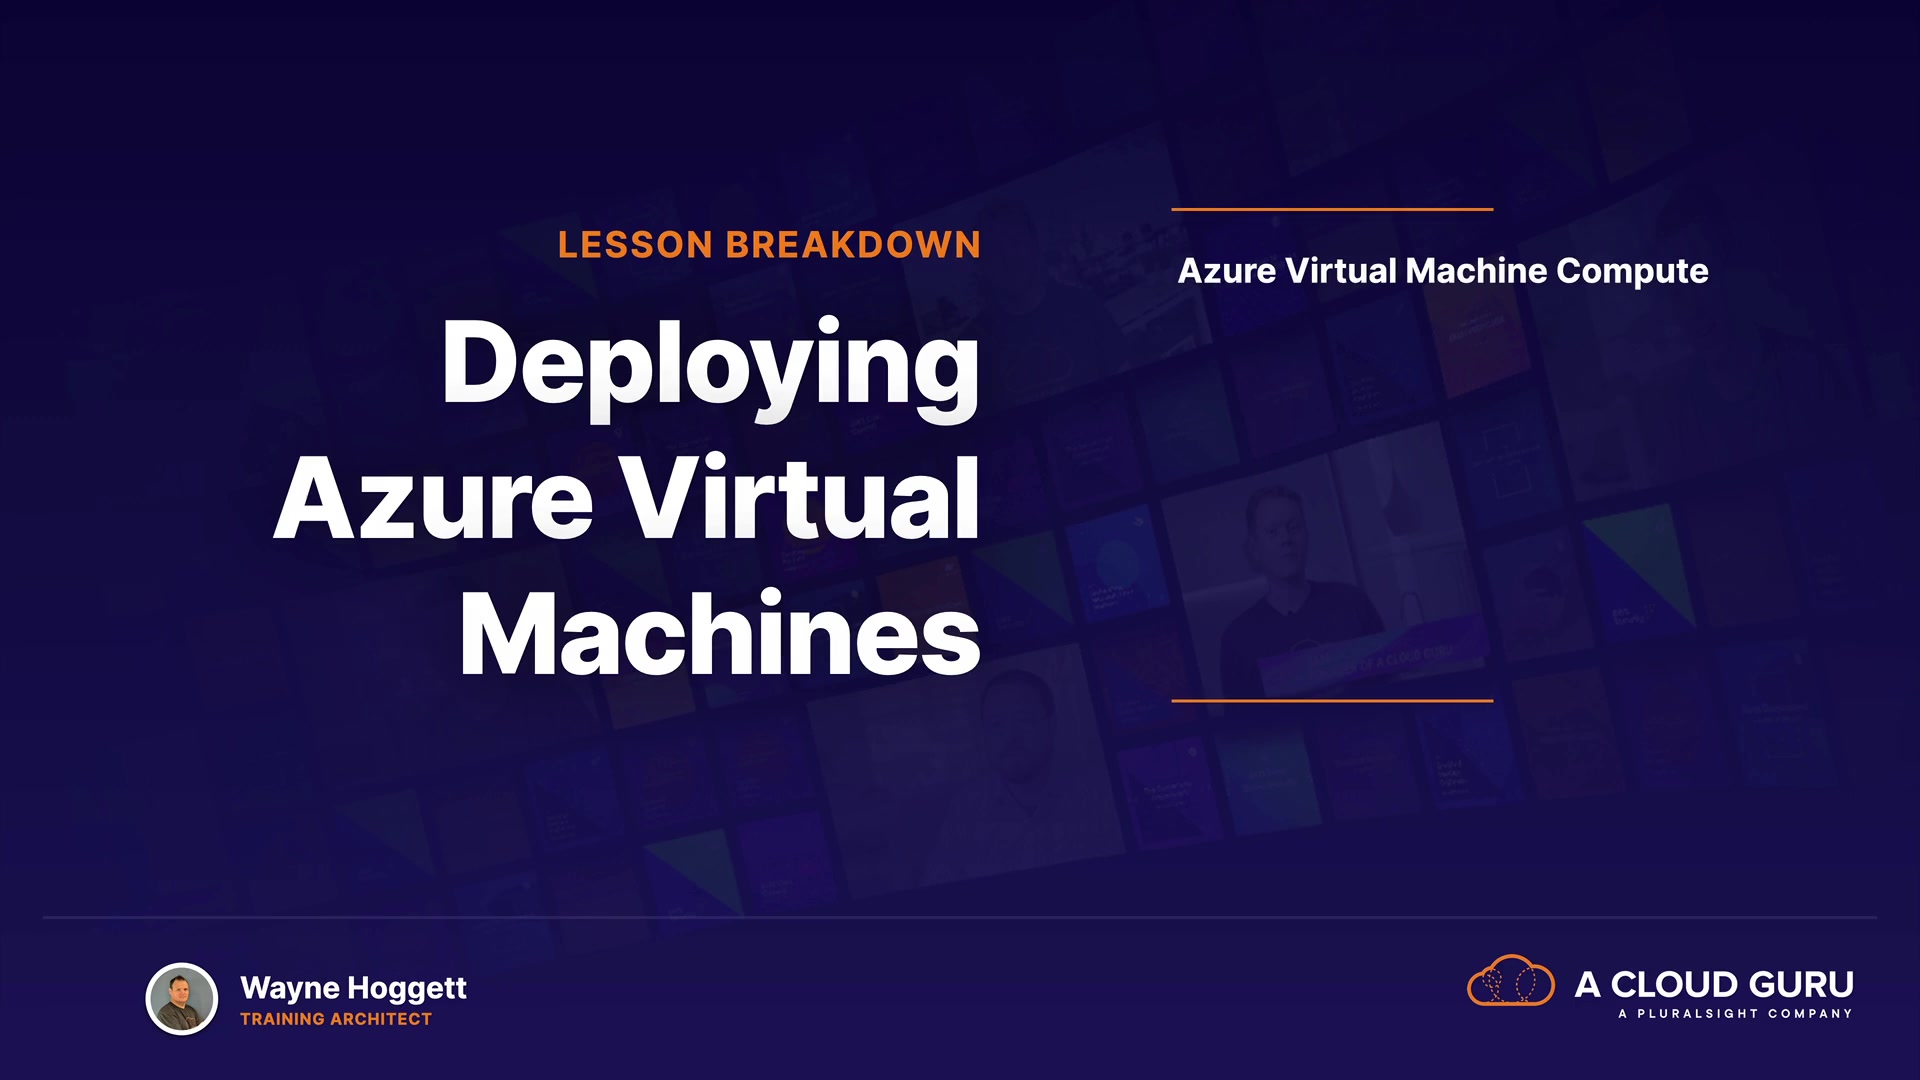 LESSON BREAKDOWN
Deploying
Azure Virtual
Machines
Azure Virtual Machine Compute
Wayne Hoggett
TRAINING ARCHITECT
A CLOUD GURU
A PLURALSIGHT COMPANY